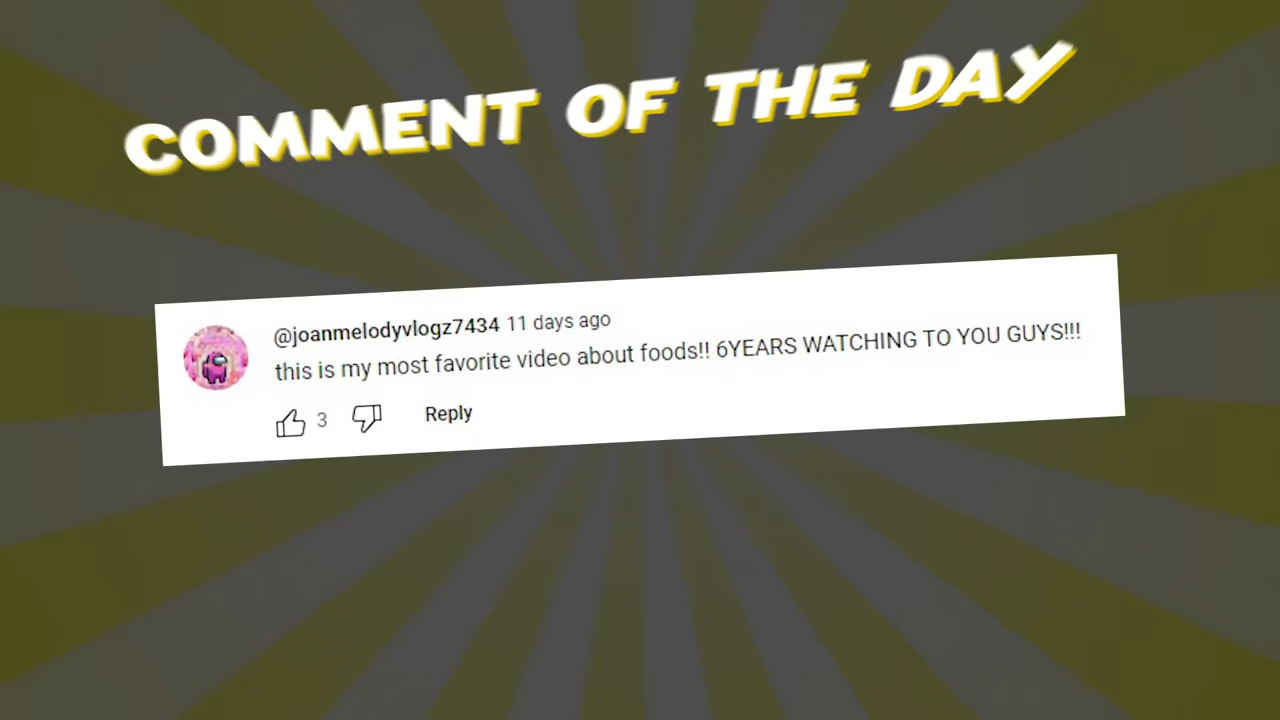 COMMENT OF THE DAY
@joanmelodyvlogz7434 11 days ago
this is my most favorite video about foods!! 6YEARS WATCHING TO YOU GUYS!!!
3 Reply